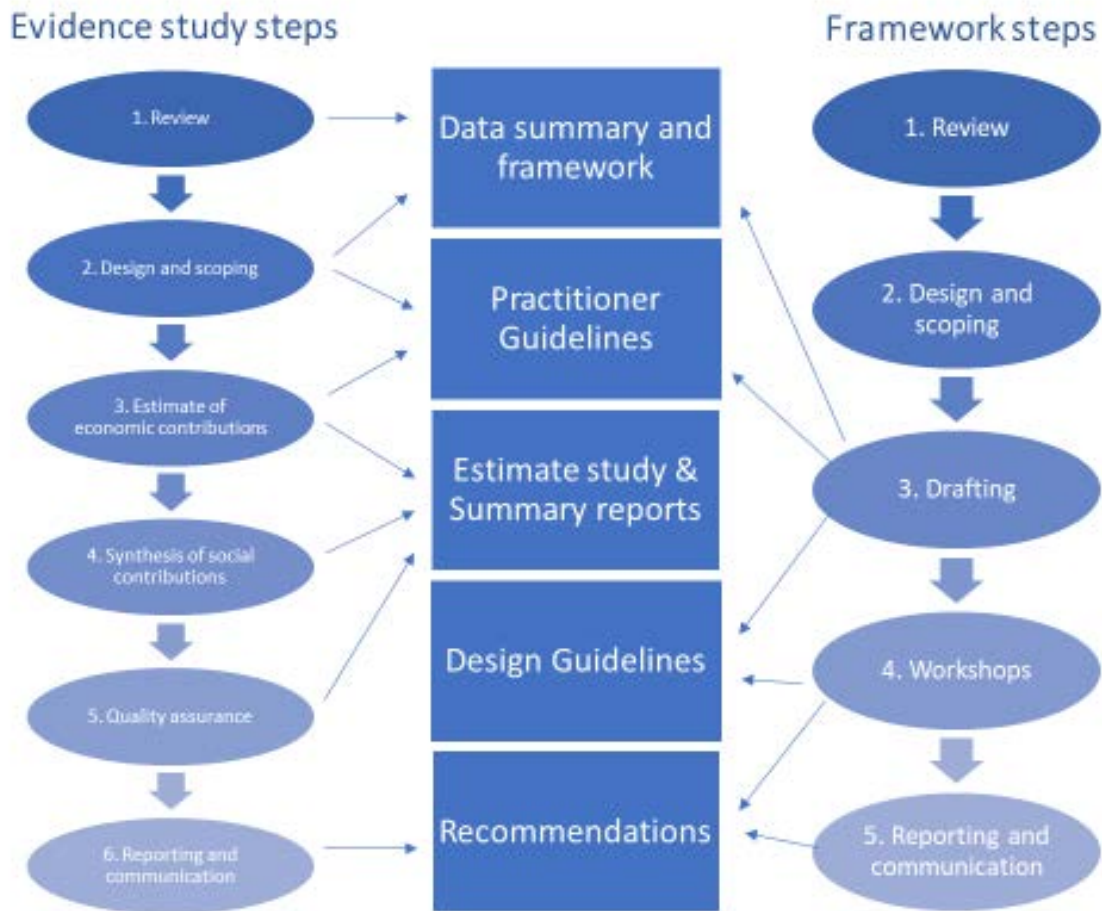 Evidence study steps
1. Review
2. Design and scoping
3. Estimate of
economic contributions
4. Synthesis of social
contributions
5. Quality assurance
6. Reporting and
communication
Data summary and
framework
Practitioner
Guidelines
Estimate study &
Summary reports
Design Guidelines
Recommendations
Framework steps
1. Review
2. Design and
scoping
3. Drafting
4. Workshops
5. Reporting and
communication